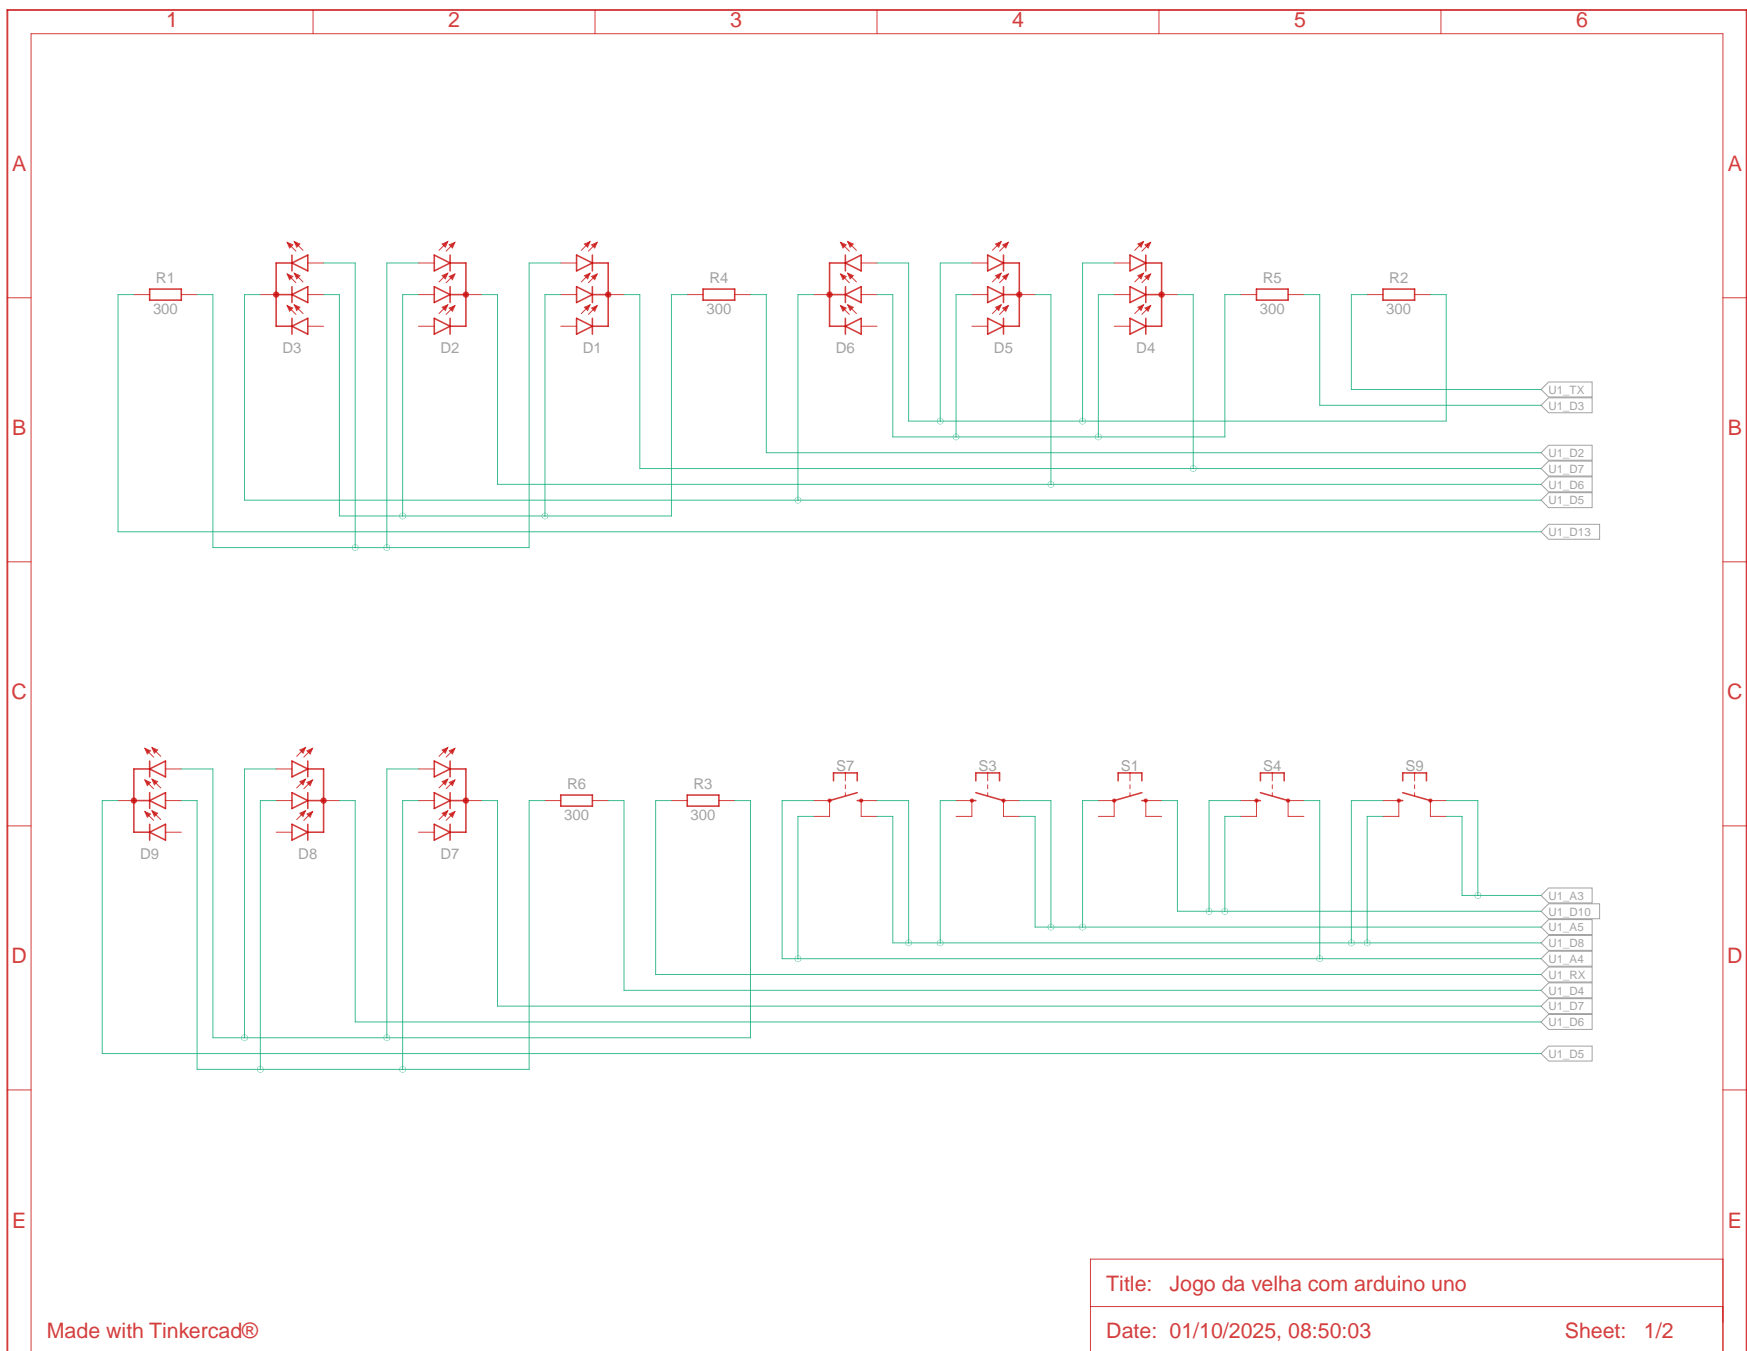 1 2 3 4 5 6
A A
R1 R4 R5 R2
300 300 300 300
D3 D2 D1 D6 D5 D4
U1_TX
U1_D3
B B
U1_D2
U1_D7
U1_D6
U1_D5
U1_D13
C C
S7 S3 S1 S4 S9
R6 R3
300 300
D9 D8 D7
U1_A3
U1_D10
U1_A5
U1_D8
D D
U1_A4
U1_RX
U1_D4
U1_D7
U1_D6
U1_D5
E E
Title: Jogo da velha com arduino uno
Made with Tinkercad®
Date: 01/10/2025, 08:50:03 Sheet: 1/2